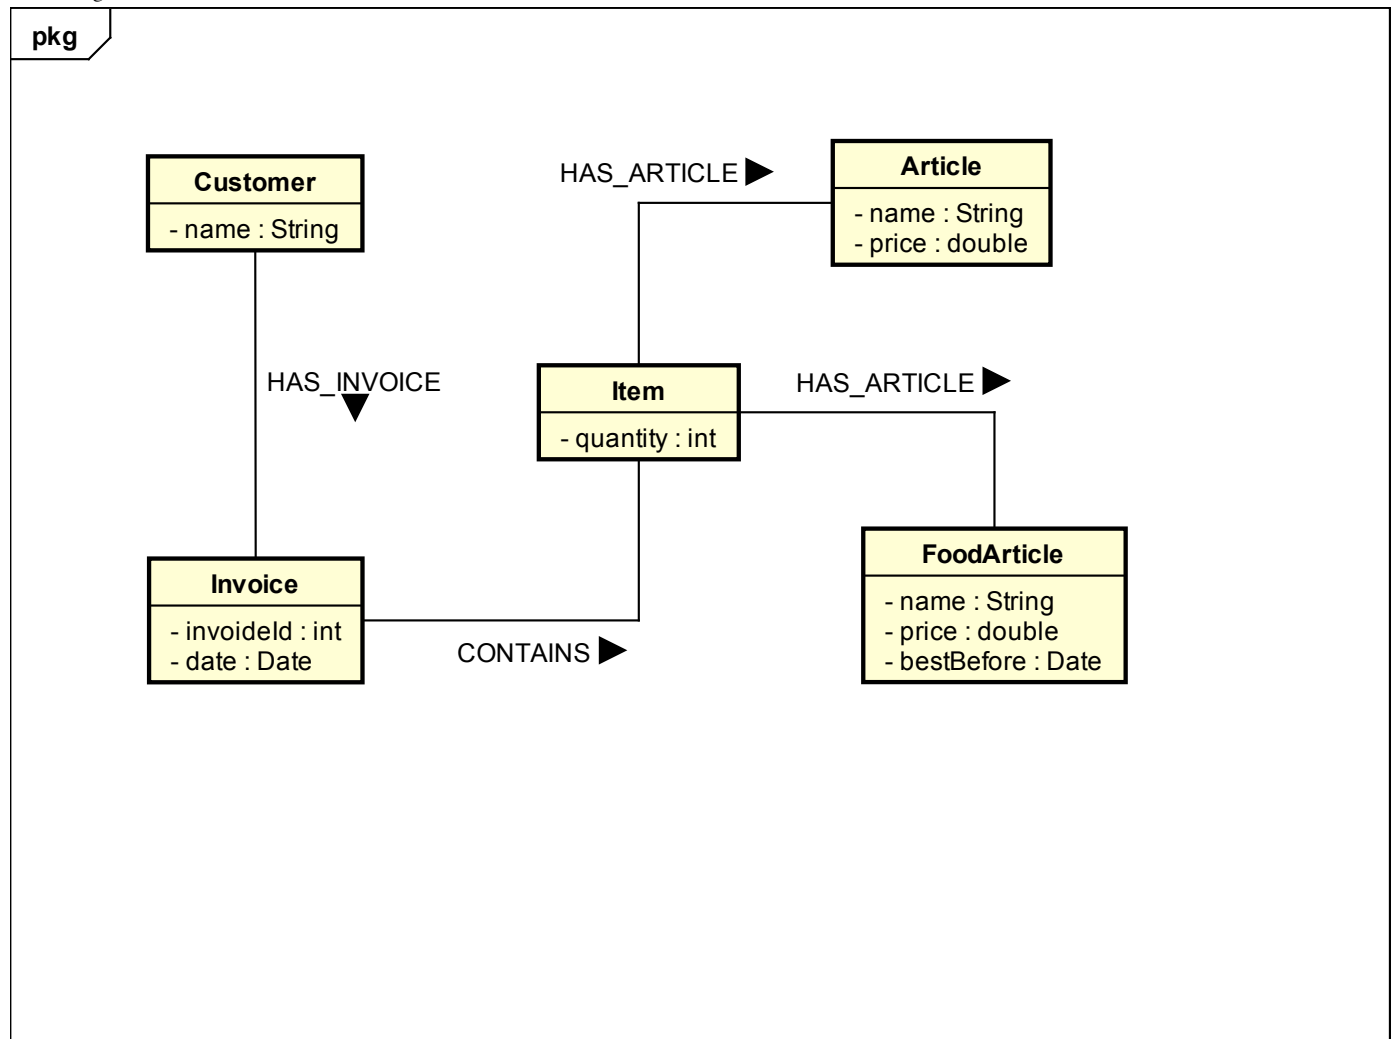 pkg
Customer
- name : String
HAS_ARTICLE
Article
- name : String
- price : double
HAS_INVOICE
Item
- quantity : int
HAS_ARTICLE
Invoice
- invoideId : int
- date : Date
CONTAINS
FoodArticle
- name : String
- price : double
- bestBefore : Date